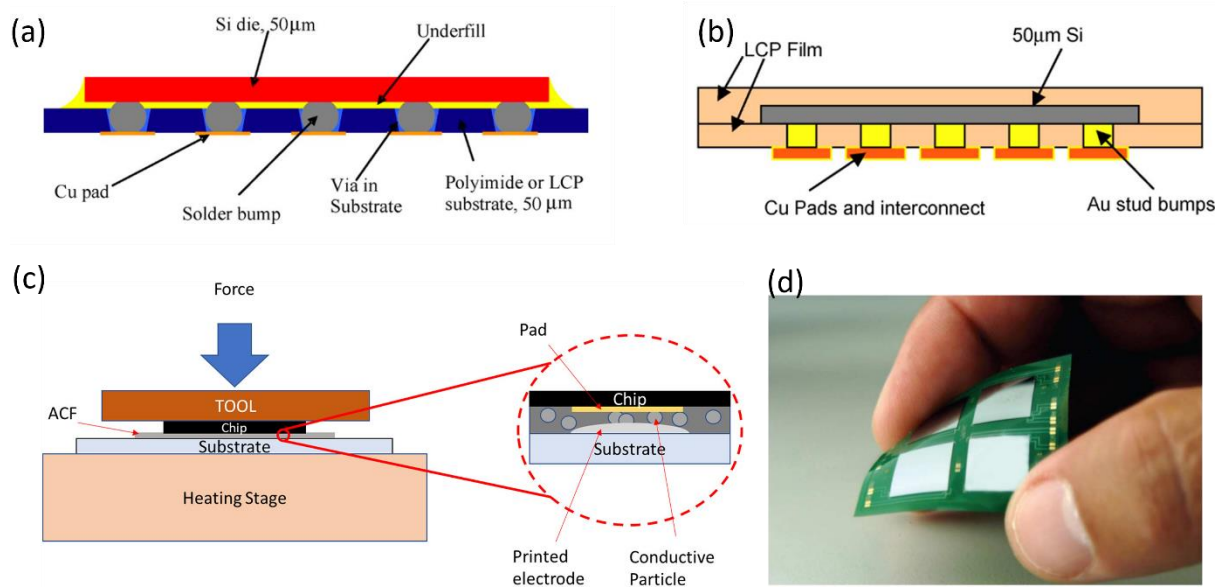 (a)
Si die, 50μm
Underfill
Cu pad
Solder bump
Via in
Substrate
Polyimide or LCP
substrate, 50 μm
(b)
LCP Film
50μm Si
Cu Pads and interconnect
Au stud bumps
(c)
Force
TOOL
ACF
Chip
Substrate
Heating Stage
Pad
Chip
Substrate
Printed
electrode
Conductive
Particle
(d)